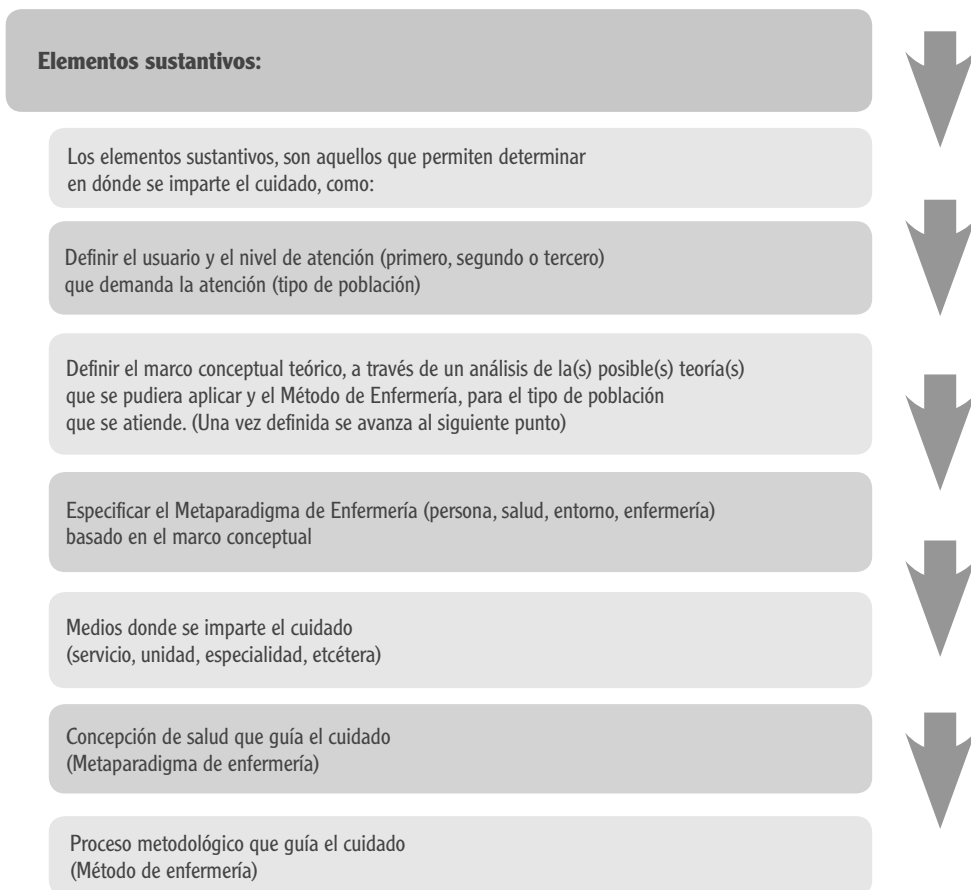 Elementos sustantivos:
Los elementos sustantivos, son aquellos que permiten determinar
en dónde se imparte el cuidado, como:
Definir el usuario y el nivel de atención (primero, segundo o tercero)
que demanda la atención (tipo de población)
Definir el marco conceptual teórico, a través de un análisis de la(s) posible(s) teoría(s)
que se pudiera aplicar y el Método de Enfermería, para el tipo de población
que se atiende. (Una vez definida se avanza al siguiente punto)
Especificar el Metaparadigma de Enfermería (persona, salud, entorno, enfermería)
basado en el marco conceptual
Medios donde se imparte el cuidado
(servicio, unidad, especialidad, etcétera)
Concepción de salud que guía el cuidado
(Metaparadigma de enfermería)
Proceso metodológico que guía el cuidado
(Método de enfermería)